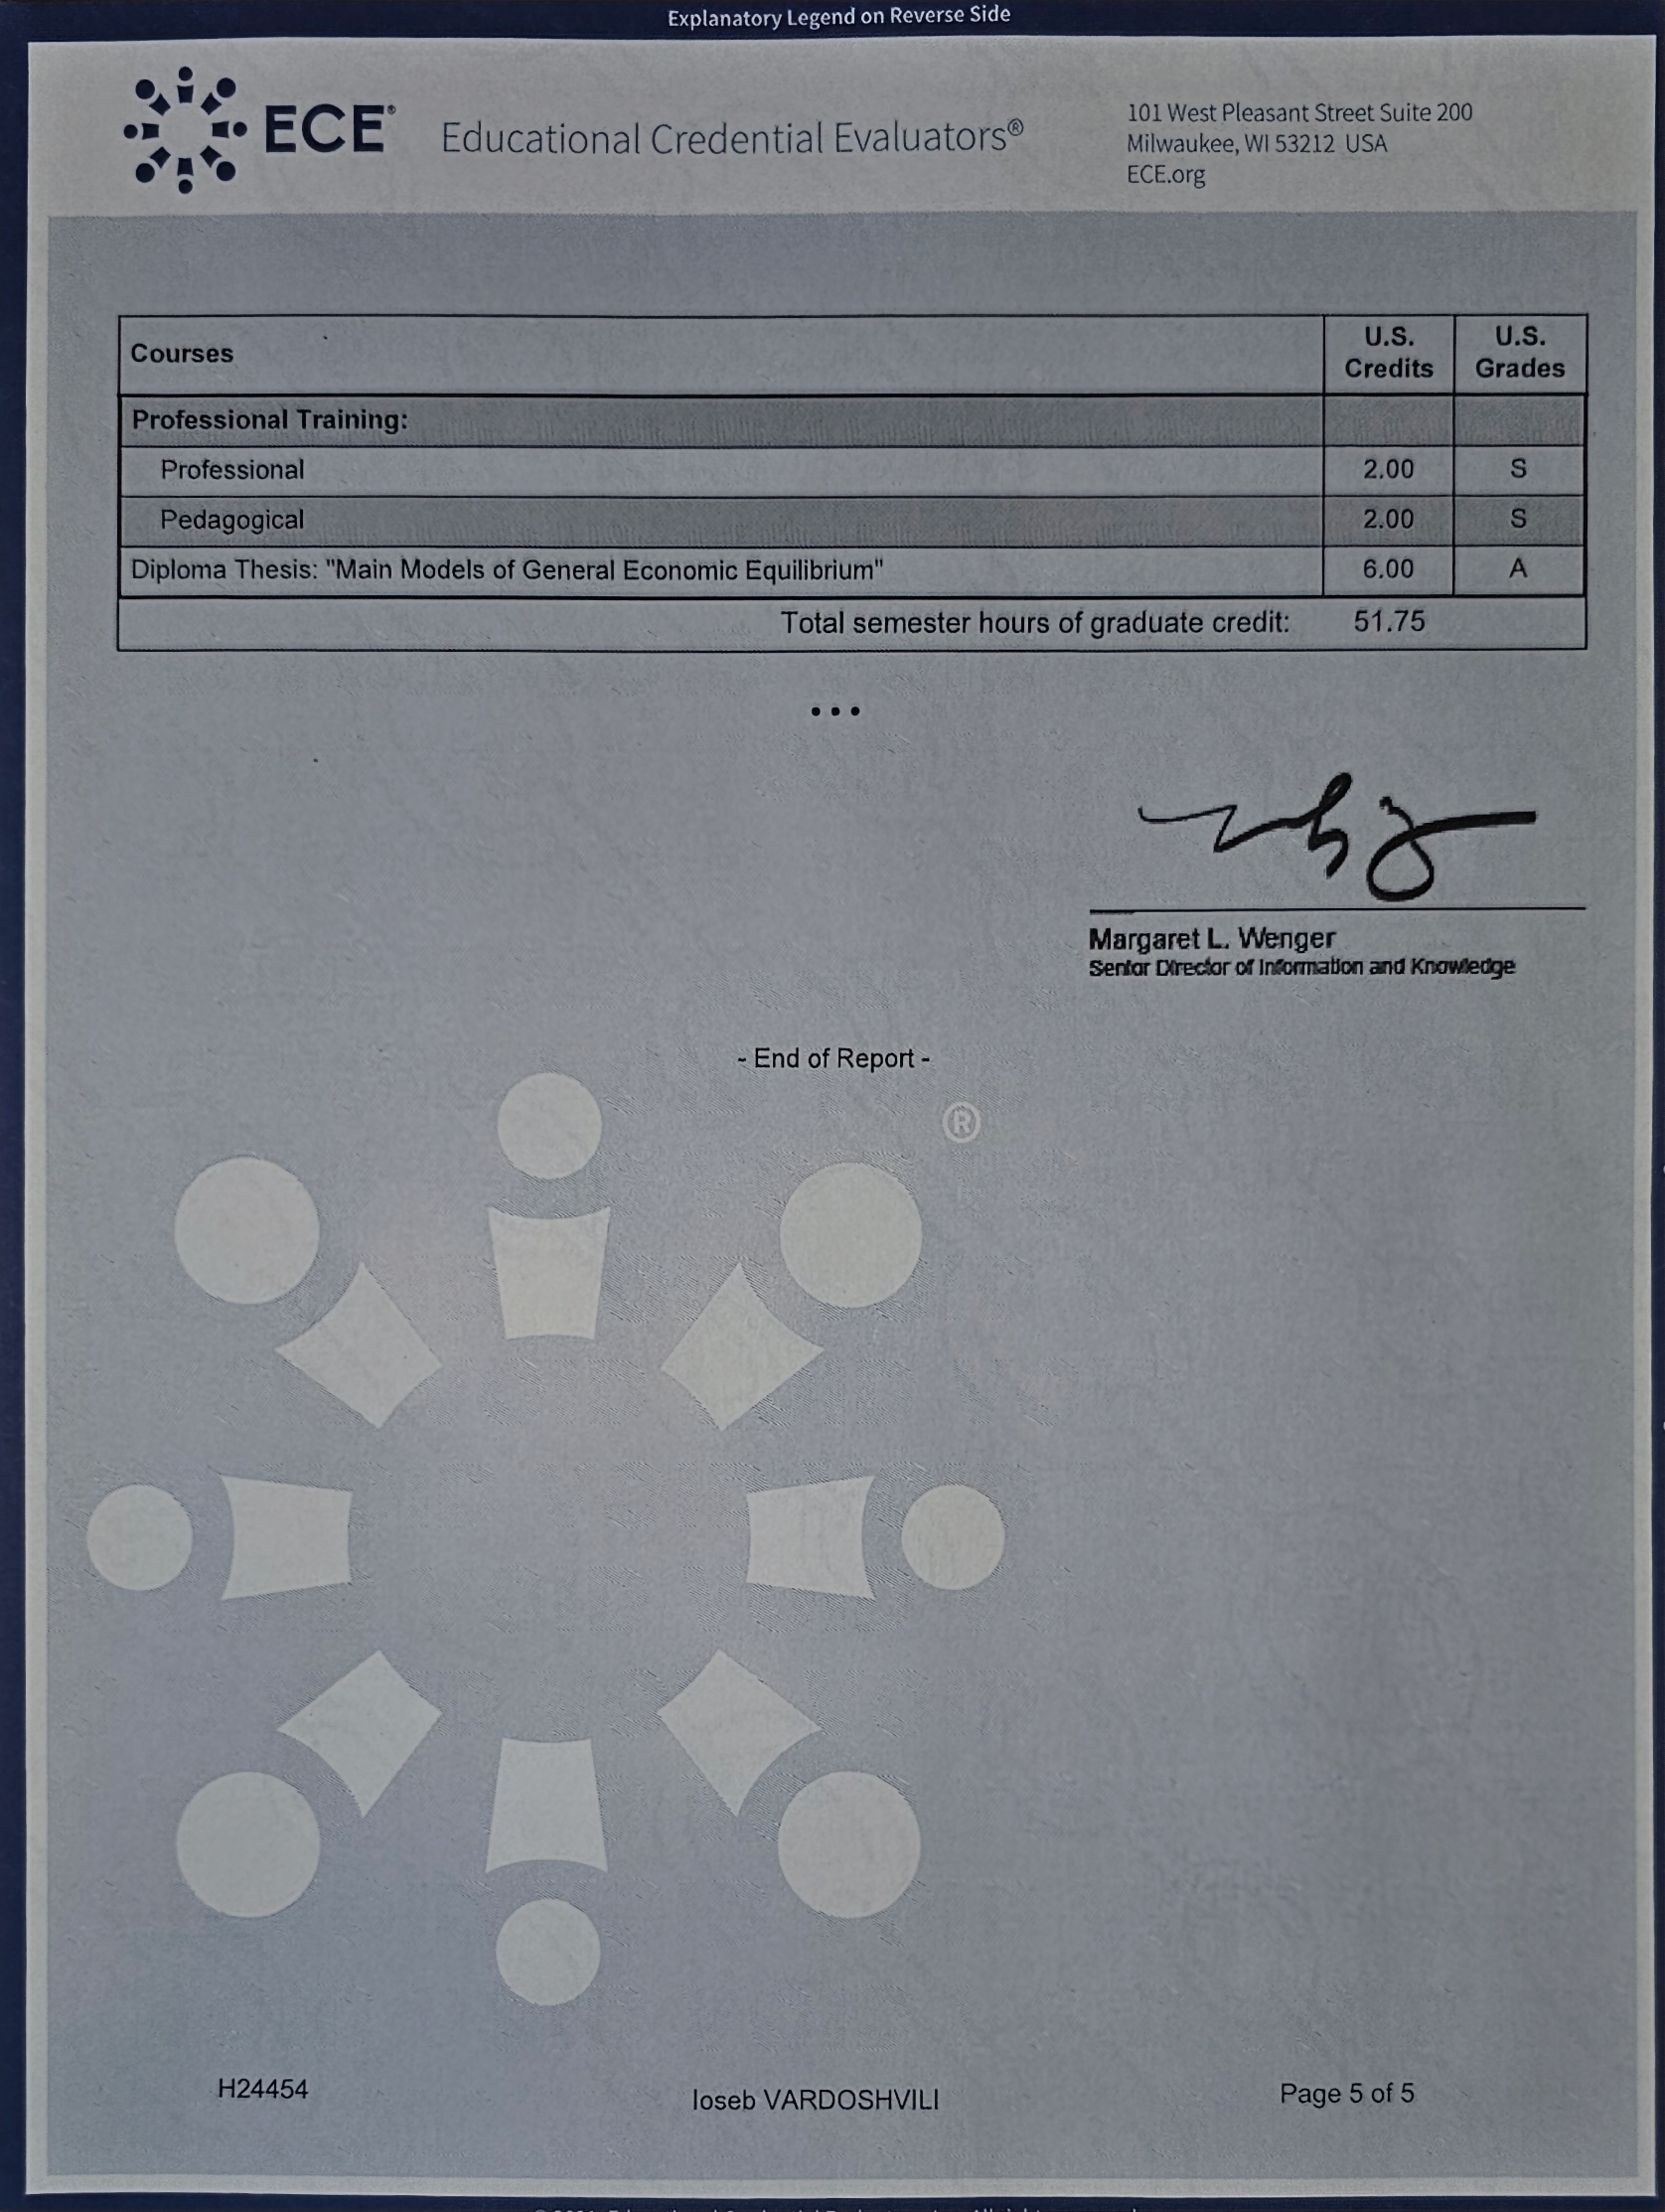 Explanatory Legend on Reverse Side
ECE®
Educational Credential Evaluators®
101 West Pleasant Street Suite 200
Milwaukee, WI 53212 USA
ECE.org
Courses U.S. Credits U.S. Grades
Professional Training:
Professional 2.00 S
Pedagogical 2.00 S
Diploma Thesis: "Main Models of General Economic Equilibrium" 6.00 A
Total semester hours of graduate credit: 51.75
•••
Margaret L. Wenger
Senior Director of Information and Knowledge
- End of Report -
®
H24454
Ioseb VARDOSHVILI
Page 5 of 5